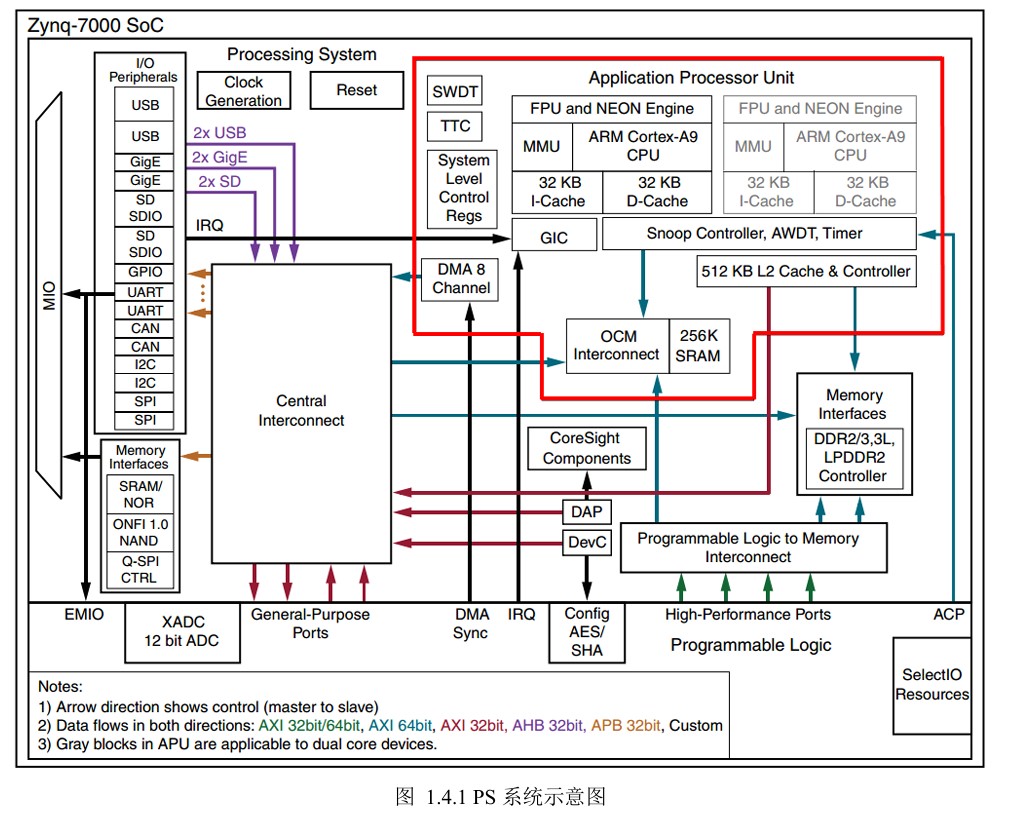 Zynq-7000 SoC
Processing System
I/O
Peripherals
USB
USB
GigE
GigE
SD
SDIO
SD
SDIO
GPIO
UART
UART
CAN
CAN
I2C
I2C
SPI
SPI
MIO
Memory
Interfaces
SRAM/
NOR
ONFI 1.0
NAND
Q-SPI
CTRL
Clock
Generation
Reset
2x USB
2x GigE
2x SD
IRQ
Central
Interconnect
Application Processor Unit
SWDT
TTC
System
Level
Control
Regs
FPU and NEON Engine
MMU
ARM Cortex-A9
CPU
32 KB
I-Cache
32 KB
D-Cache
FPU and NEON Engine
MMU
ARM Cortex-A9
CPU
32 KB
I-Cache
32 KB
D-Cache
GIC
Snoop Controller, AWDT, Timer
DMA 8
Channel
512 KB L2 Cache & Controller
OCM
Interconnect
256K
SRAM
Memory
Interfaces
DDR2/3,3L,
LPDDR2
Controller
CoreSight
Components
DAP
DevC
Programmable Logic to Memory
Interconnect
EMIO
XADC
12 bit ADC
General-Purpose
Ports
DMA
Sync
IRQ
Config
AES/
SHA
High-Performance Ports
ACP
Programmable Logic
SelectIO
Resources
Notes:
1) Arrow direction shows control (master to slave)
2) Data flows in both directions: AXI 32bit/64bit, AXI 64bit, AXI 32bit, AHB 32bit, APB 32bit, Custom
3) Gray blocks in APU are applicable to dual core devices.
图 1.4.1 PS 系统示意图